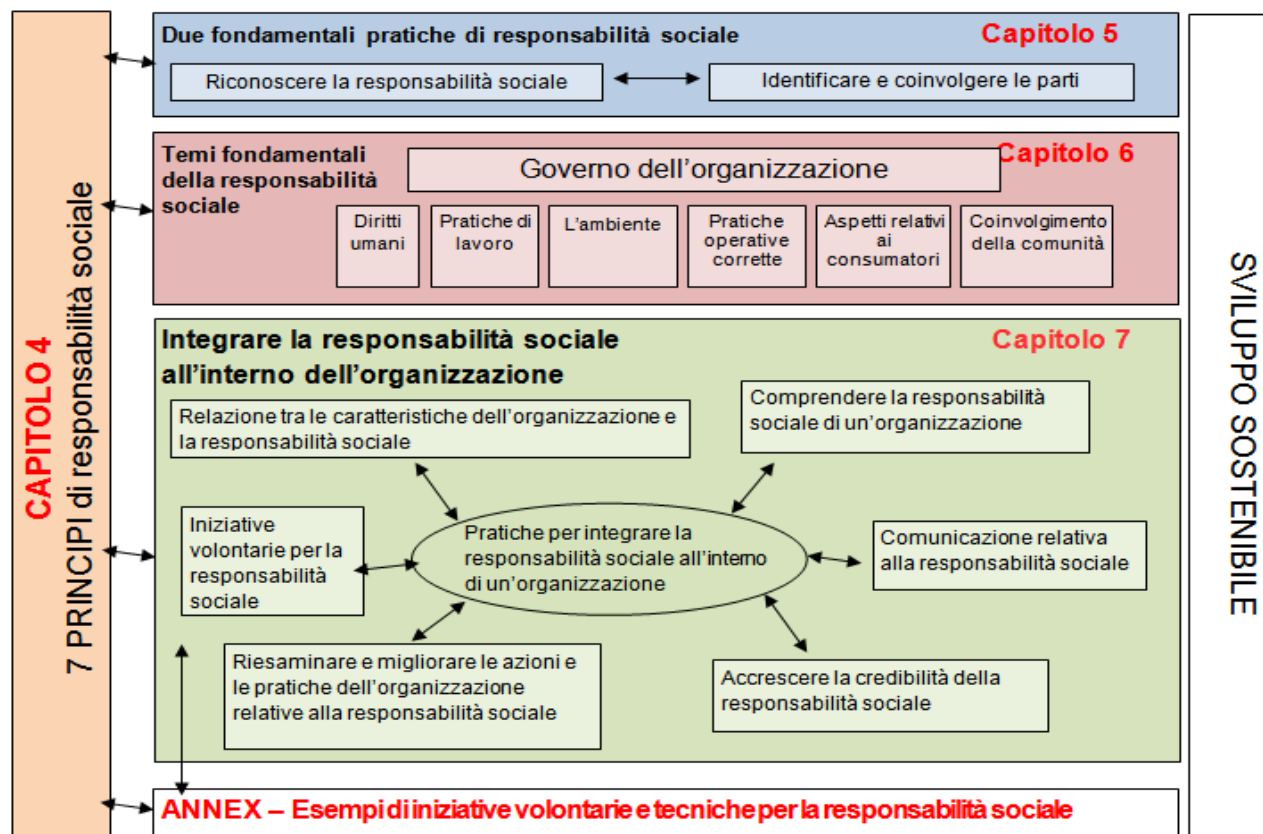 CAPITOLO 4
7 PRINCIPI di responsabilità sociale
Due fondamentali pratiche di responsabilità sociale
Capitolo 5
Riconoscere la responsabilità sociale
Identificare e coinvolgere le parti
Temi fondamentali
della responsabilità
sociale
Capitolo 6
Governo dell'organizzazione
Diritti
umani
Pratiche di
lavoro
L'ambiente
Pratiche
operative
corrette
Aspetti relativi
ai
consumatori
Coinvolgimento
della comunità
Integrare la responsabilità sociale
all'interno dell'organizzazione
Capitolo 7
Relazione tra le caratteristiche dell'organizzazione e
la responsabilità sociale
Comprendere la responsabilità
sociale di un'organizzazione
Iniziative
volontarie per la
responsabilità
sociale
Pratiche per integrare la
responsabilità sociale all'interno
di un'organizzazione
Comunicazione relativa
alla responsabilità sociale
Riesaminare e migliorare le azioni e
le pratiche dell'organizzazione
relative alla responsabilità sociale
Accrescere la credibilità della
responsabilità sociale
ANNEX – Esempi di iniziative volontarie e tecniche per la responsabilità sociale
SVILUPPO SOSTENIBILE